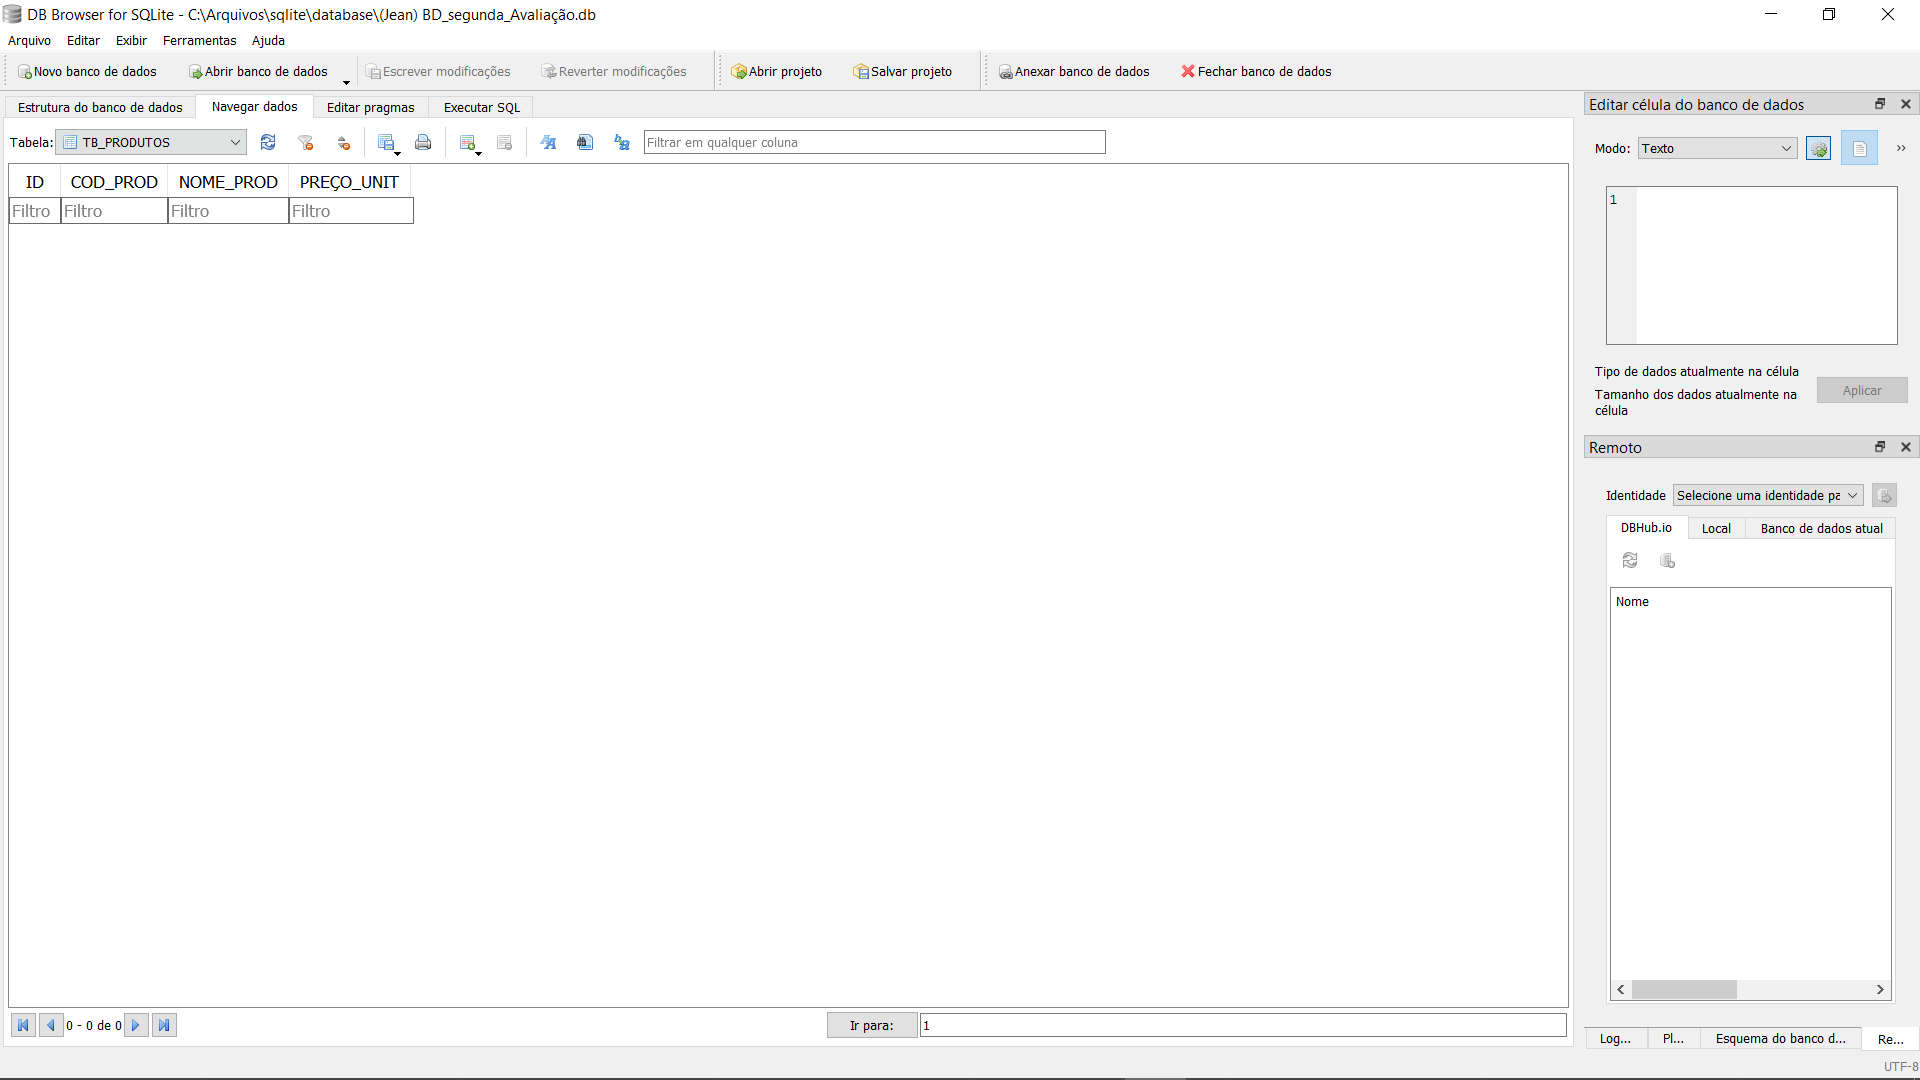 DB Browser for SQLite - C:\Arquivos\sqlite\database\(Jean) BD_segunda_Avaliação.db
Arquivo Editar Exibir Ferramentas Ajuda
Novo banco de dados Abrir banco de dados Escrever modificações Reverter modificações Abrir projeto Salvar projeto Anexar banco de dados Fechar banco de dados
Estrutura do banco de dados Navegar dados Editar pragmas Executar SQL
Tabela: TB_PRODUTOS Filtrar em qualquer coluna
ID COD_PROD NOME_PROD PREÇO_UNIT
Filtro Filtro Filtro Filtro
0 - 0 de 0 Ir para: 1
Editar célula do banco de dados
Modo: Texto
1
Tipo de dados atualmente na célula
Tamanho dos dados atualmente na
célula
Aplicar
Remoto
Identidade Selecione uma identidade pa
DBHub.io Local Banco de dados atual
Nome
Log... Pl... Esquema do banco d... Re...
UTF-8